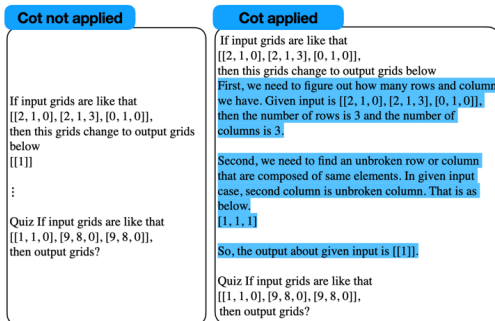 Cot not applied
If input grids are like that
[[2, 1, 0], [2, 1, 3], [0, 1, 0]],
then this grids change to output grids
below
[[1]]
⋮
Quiz If input grids are like that
[[1, 1, 0], [9, 8, 0], [9, 8, 0]],
then output grids?
Cot applied
If input grids are like that
[[2, 1, 0], [2, 1, 3], [0, 1, 0]],
then this grids change to output grids below
First, we need to figure out how many rows and column
we have. Given input is [[2, 1, 0], [2, 1, 3], [0, 1, 0]],
then the number of rows is 3 and the number of
columns is 3.
Second, we need to find an unbroken row or column
that are composed of same elements. In given input
case, second column is unbroken column. That is as
below.
[1, 1, 1]
So, the output about given input is [[1]].
Quiz If input grids are like that
[[1, 1, 0], [9, 8, 0], [9, 8, 0]],
then output grids?